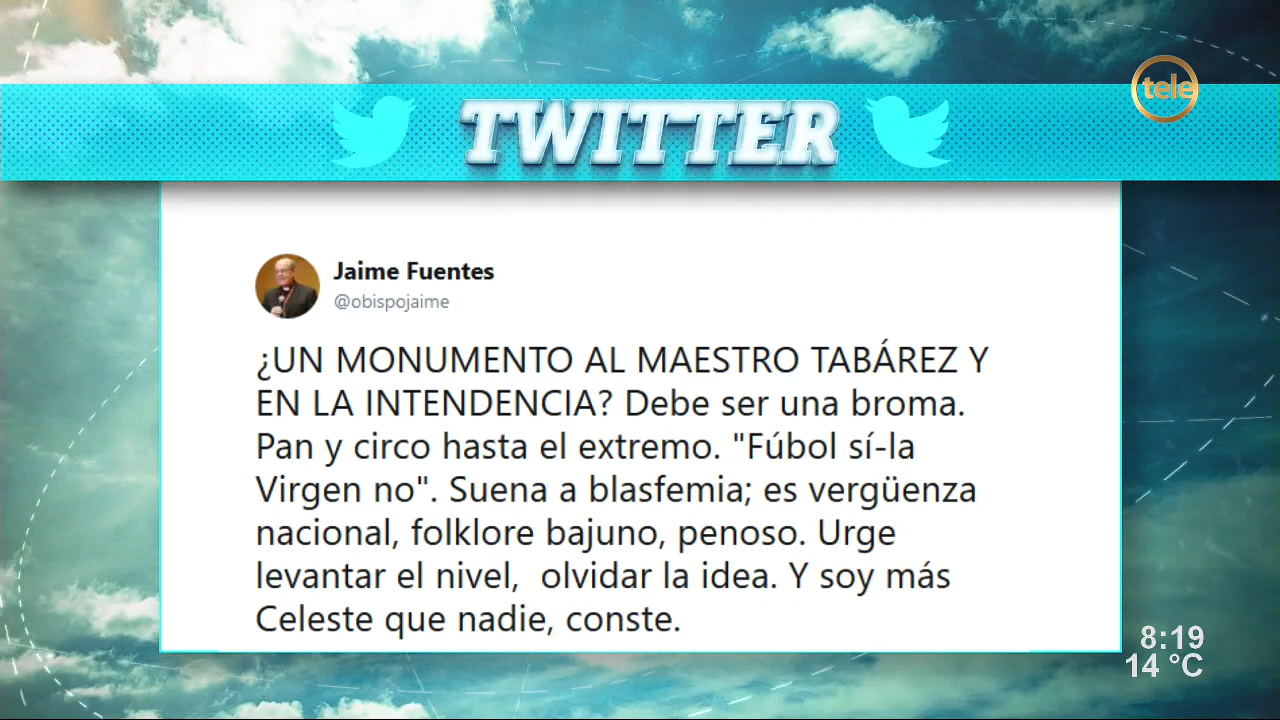 TWITTER
tele
Jaime Fuentes
@obispojaime
¿UN MONUMENTO AL MAESTRO TABÁREZ Y
EN LA INTENDENCIA? Debe ser una broma.
Pan y circo hasta el extremo. "Fúbol sí-la
Virgen no". Suena a blasfemia; es vergüenza
nacional, folklore bajuno, penoso. Urge
levantar el nivel,  olvidar la idea. Y soy más
Celeste que nadie, conste.
8:19
14 °C